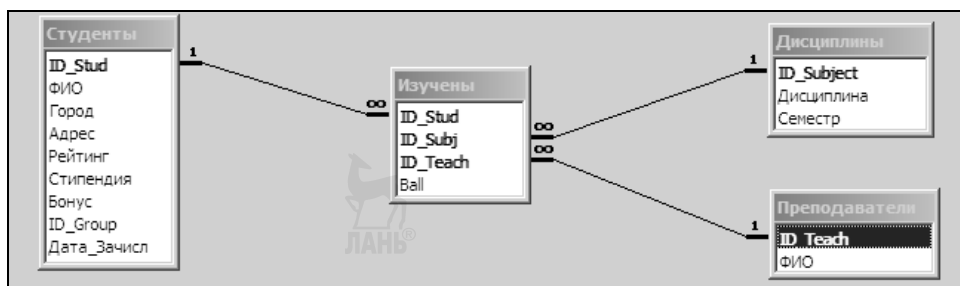 Студенты
ID_Stud
ФИО
Город
Адрес
Рейтинг
Стипендия
Бонус
ID_Group
Дата_Зачисл
1
∞
Изучены
ID_Stud
ID_Subj
ID_Teach
Ball
∞
∞
1
Дисциплины
ID_Subject
Дисциплина
Семестр
1
Преподаватели
ID_Teach
ФИО
ЛАНЬ®